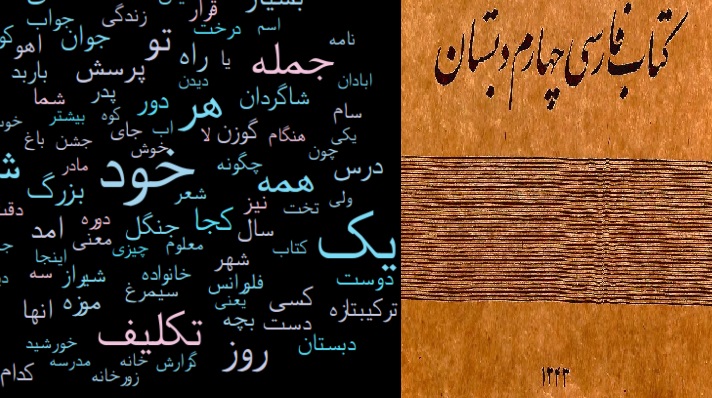 بسیار
قرار
زندگی
جواب
اسم
درخت
جوان
تو
نامه
اهو
راه
یا
جمله
باربد
پرسش
دیدن
ابادان
شما
پدر
دور
هر
شاگردان
بیشتر
کوه
سام
باغ
جشن
جای
اب
لا
گوزن
هنگام
یکی
خوش
چون
خود
مادر
چگونه
درس
بزرگ
شعر
همه
نیز
تخت
ولی
دوره
امد
معنی
جنگل
کجا
سال
یک
چیزی
معلوم
کتاب
اینجا
شهر
سه
شیراز
خانواده
فلورانس
دوست
سیمرغ
یعنی
کسی
انها
موزه
ترکیبتازه
تکلیف
بچه
دست
خورشید
روز
دبستان
مدرسه
خانه
گزارش
کدام
زورخانه
کتاب فارسی چهارم دبستان
۱۳۴۳